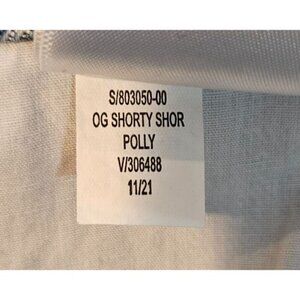 S/803050-00
OG SHORTY SHOR
POLLY
V/306488
11/21